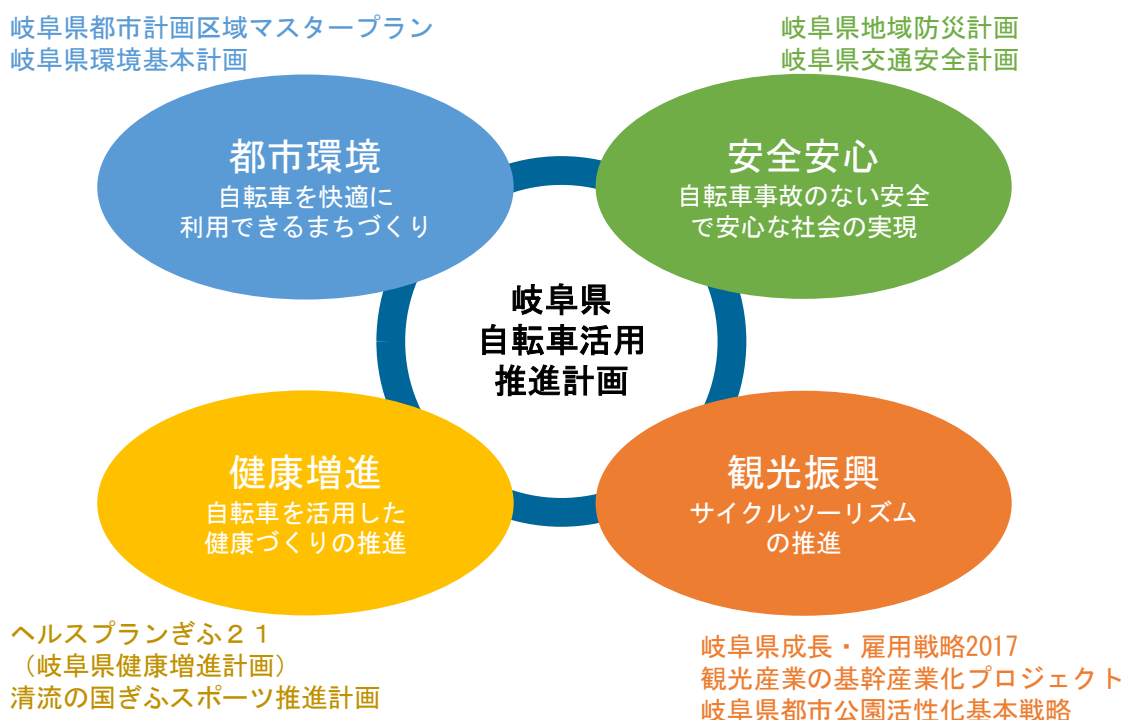 岐阜県都市計画区域マスタープラン
岐阜県環境基本計画
岐阜県地域防災計画
岐阜県交通安全計画
都市環境
自転車を快適に
利用できるまちづくり
安全安心
自転車事故のない安全
で安心な社会の実現
岐阜県
自転車活用
推進計画
健康増進
自転車を活用した
健康づくりの推進
観光振興
サイクルツーリズム
の推進
ヘルスプランぎふ２１
（岐阜県健康増進計画）
清流の国ぎふスポーツ推進計画
岐阜県成長・雇用戦略2017
観光産業の基幹産業化プロジェクト
岐阜県都市公園活性化基本戦略